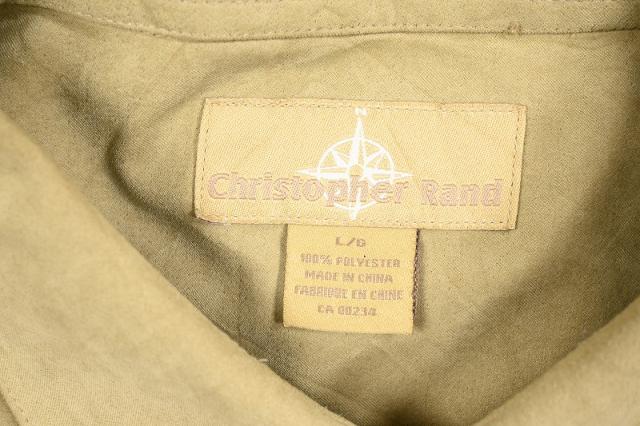 N
Christopher Rand
L/G
100% POLYESTER
MADE IN CHINA
FABRIQUE EN CHINE
CA 00234